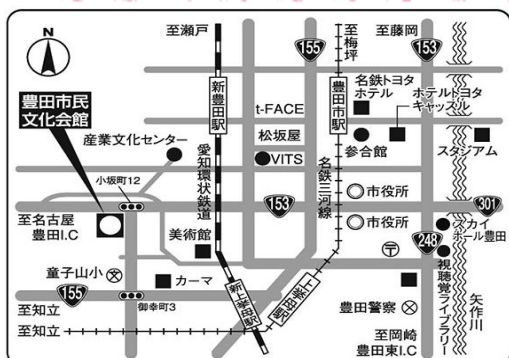 N
至瀬戸
155
至梅坪
至藤岡
153
豊田市民
文化会館
新豊田駅
t-FACE
豊田市駅
名鉄トヨタ
ホテル
ホテルトヨタ
キャッスル
産業文化センター
松坂屋
参合館
スタジアム
VITS
愛知環状鉄道
名鉄三河線
小坂町12
153
市役所
301
至名古屋
豊田I.C
美術館
市役所
スカイ
ホール豊田
248
〒
視聴覚ライブラリー
矢作川
童子山小
文
カーマ
155
至知立
御幸町3
新上挙母駅
上挙母駅
豊田警察
至知立
至岡崎
豊田東I.C